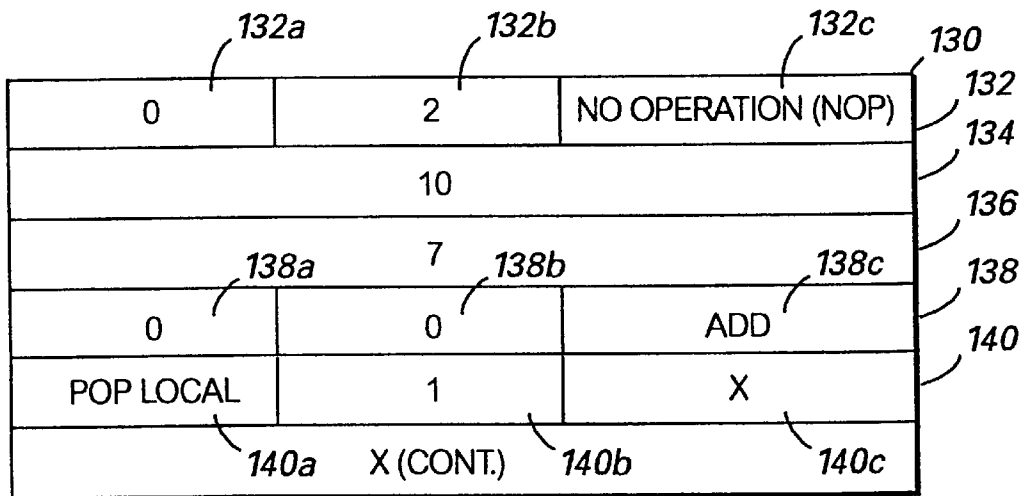 132a 132b 132c 130
0 2 NO OPERATION (NOP) 132
134
10
136
7
138a 138b 138c 138
0 0 ADD
140
POP LOCAL 1 X
140a X (CONT.) 140b 140c